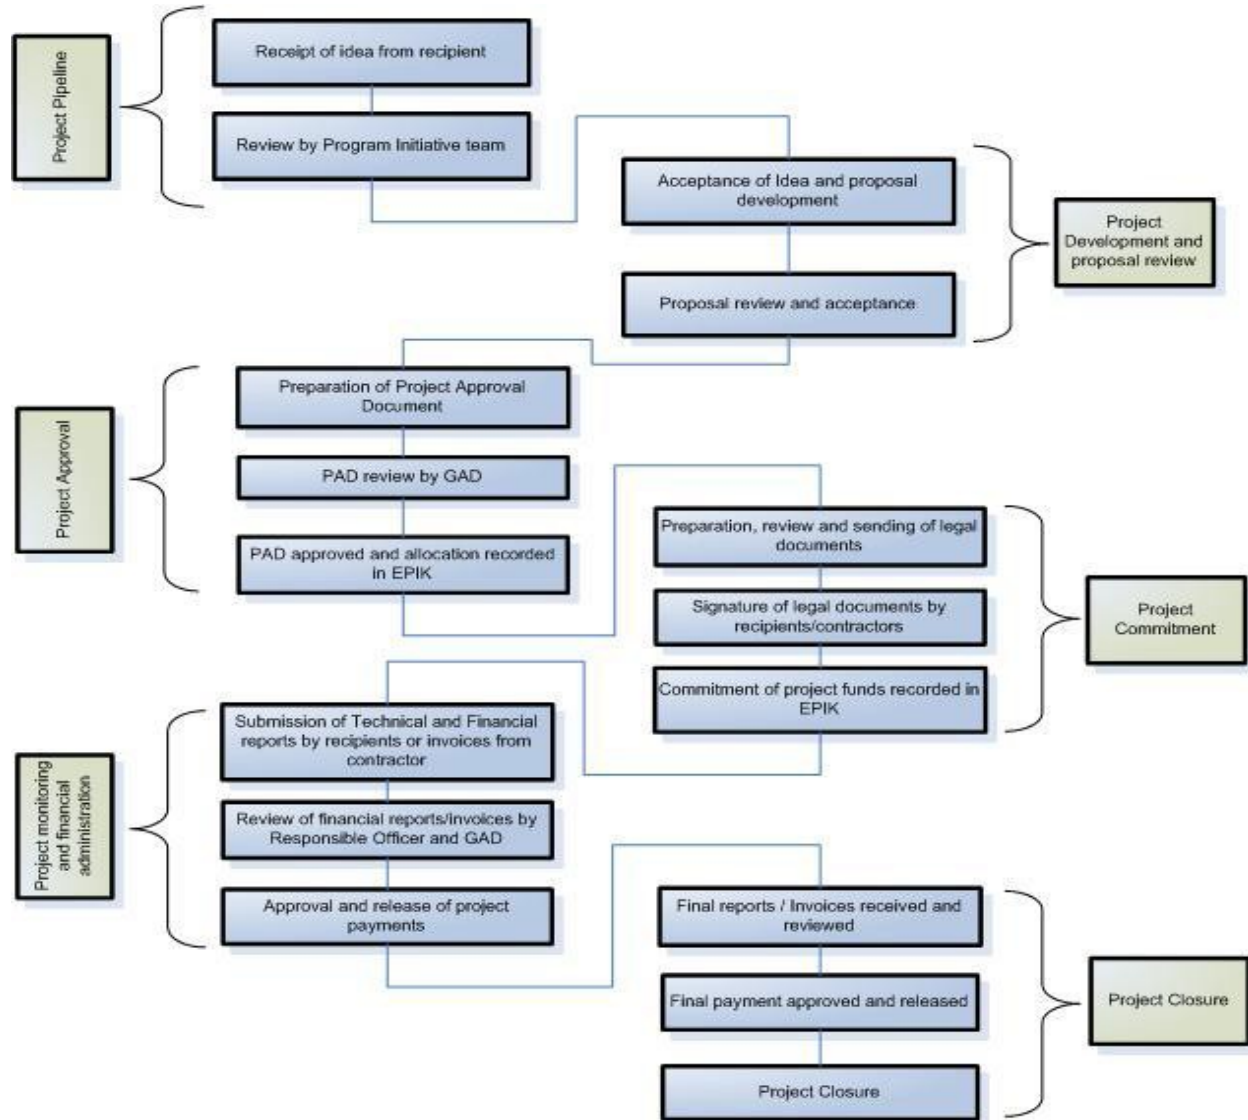 Project Pipeline
Receipt of idea from recipient
Review by Program Initiative team
Acceptance of Idea and proposal
development
Proposal review and acceptance
Project
Development and
proposal review
Project Approval
Preparation of Project Approval
Document
PAD review by GAD
PAD approved and allocation recorded
in EPIK
Preparation, review and sending of legal
documents
Signature of legal documents by
recipients/contractors
Commitment of project funds recorded in
EPIK
Project
Commitment
Project monitoring
and financial
administration
Submission of Technical and Financial
reports by recipients or invoices from
contractor
Review of financial reports/invoices by
Responsible Officer and GAD
Approval and release of project
payments
Final reports / Invoices received and
reviewed
Final payment approved and released
Project Closure
Project Closure